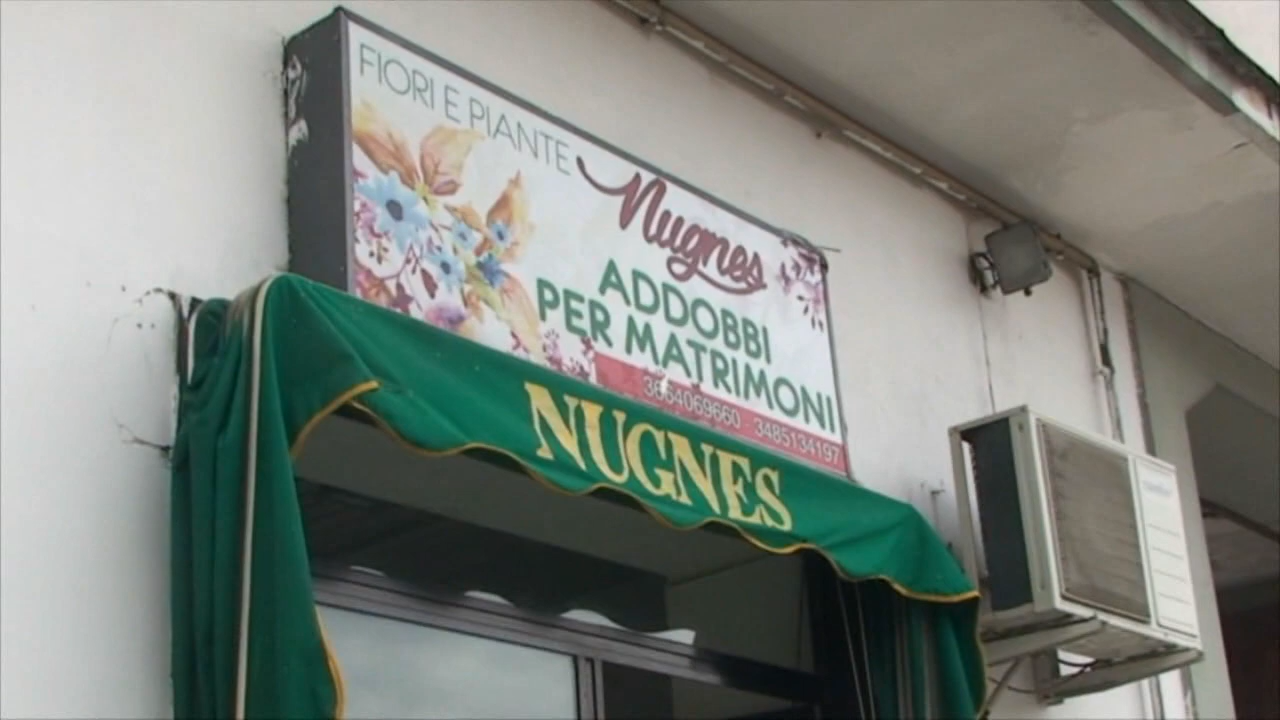 FIORI E PIANTE
Nugnes
ADDOBBI
PER MATRIMONI
3664069660 - 3485134197
NUGNES